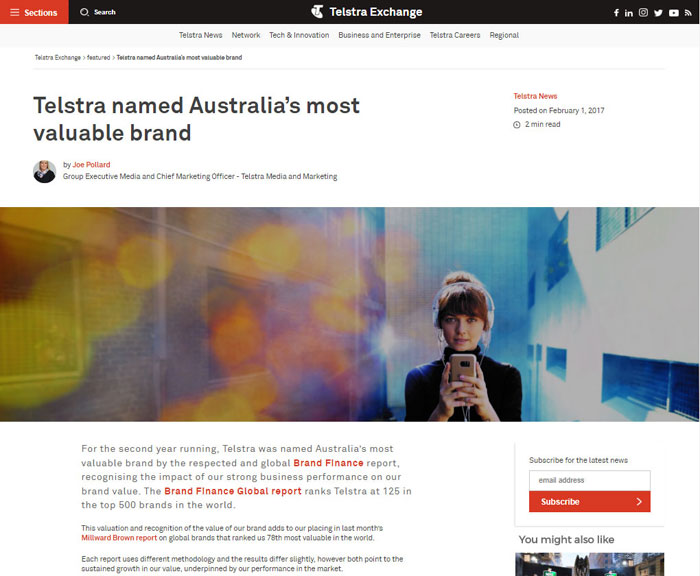 Sections
Search
Telstra Exchange
Telstra News Network Tech & Innovation Business and Enterprise Telstra Careers Regional
Telstra Exchange > featured > Telstra named Australia's most valuable brand
Telstra named Australia's most
valuable brand
by Joe Pollard
Group Executive Media and Chief Marketing Officer - Telstra Media and Marketing
Telstra News
Posted on February 1, 2017
2 min read
For the second year running, Telstra was named Australia's most
valuable brand by the respected and global Brand Finance report,
recognising the impact of our strong business performance on our
brand value. The Brand Finance Global report ranks Telstra at 125 in
the top 500 brands in the world.
This valuation and recognition of the value of our brand adds to our placing in last month's
Millward Brown report on global brands that ranked us 78th most valuable in the world.
Each report uses different methodology and the results differ slightly, however both point to the
sustained growth in our value, underpinned by our performance in the market.
Subscribe for the latest news
email address
Subscribe >
You might also like